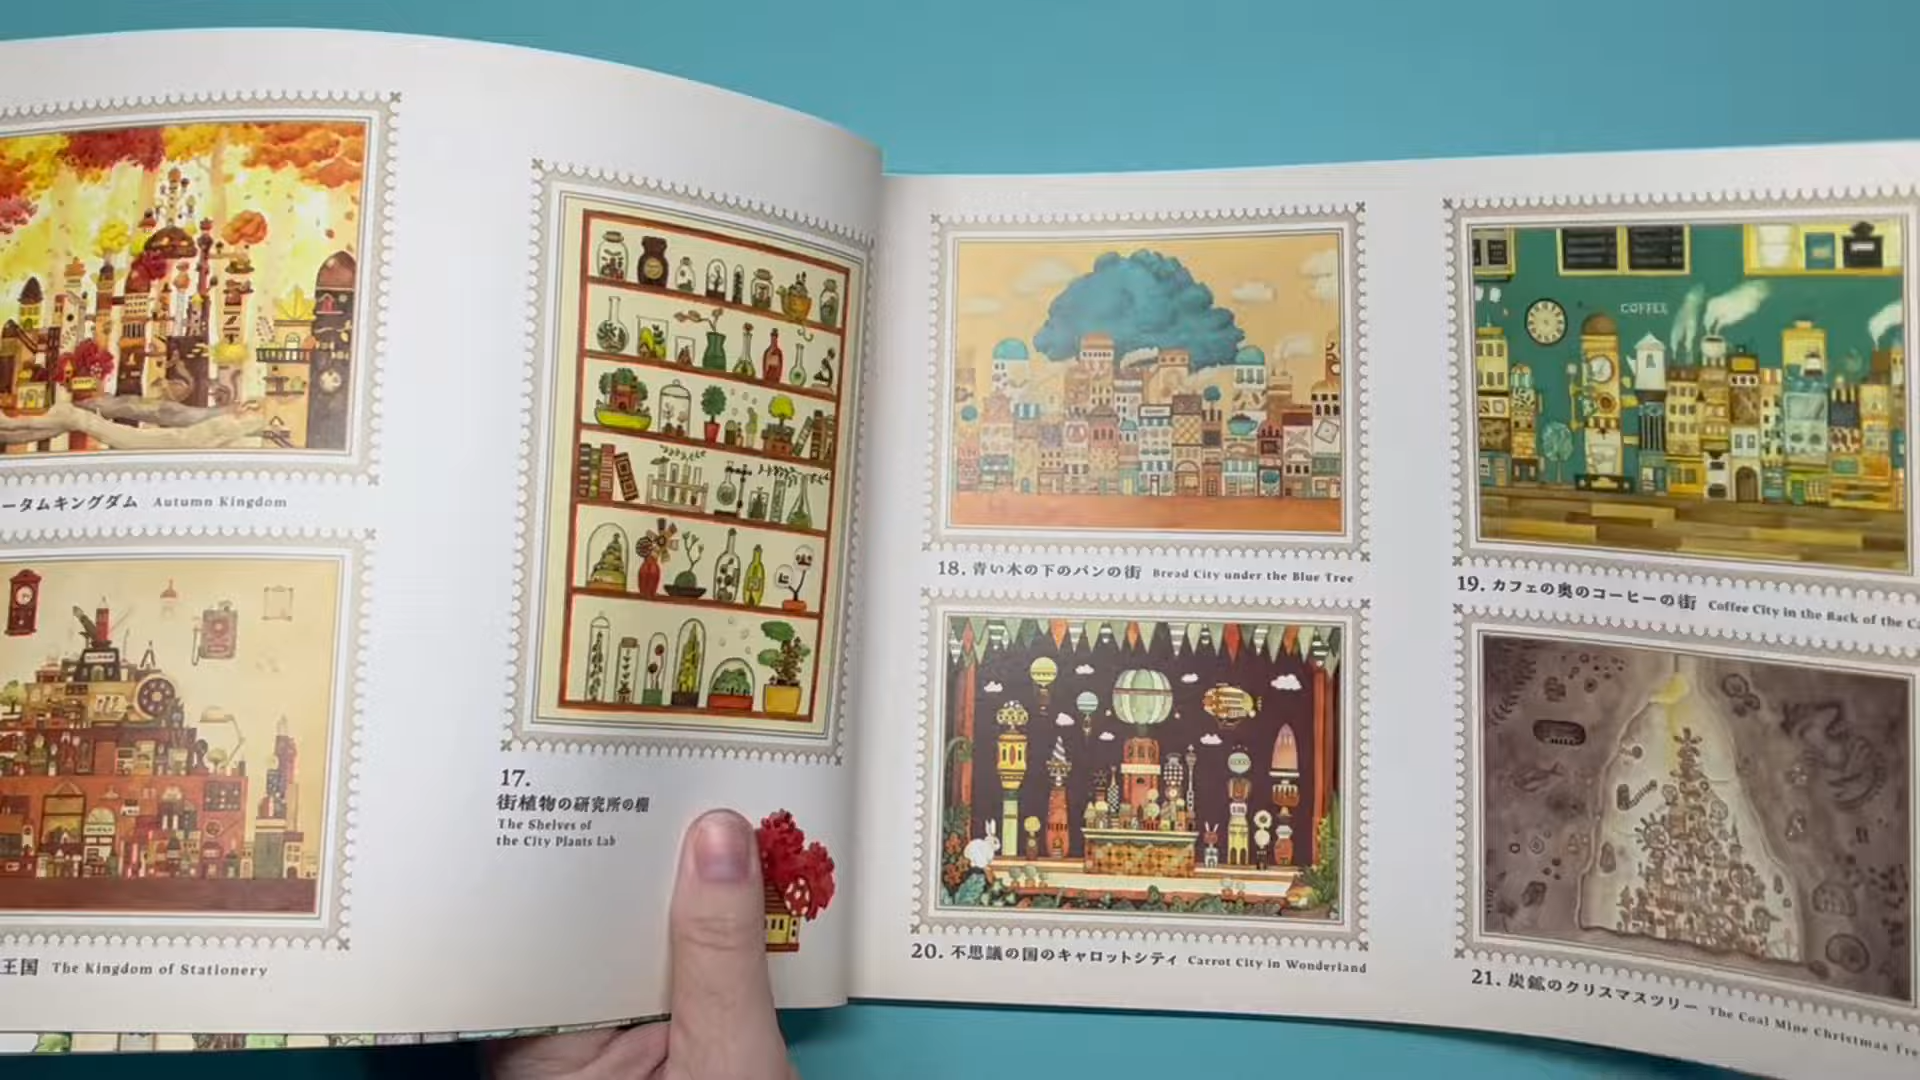 ータムキングダム Autumn Kingdom
王国 The Kingdom of Stationery
17.
街植物の研究所の棚
The Shelves of
the City Plants Lab
18. 青い木の下のパンの街 Bread City under the Blue Tree
COFFEE
19. カフェの奥のコーヒーの街 Coffee City in the Back of the
20. 不思議の国のキャロットシティ Carrot City in Wonderland
21. 炭鉱のクリスマスツリー The Coal Mine Christmas